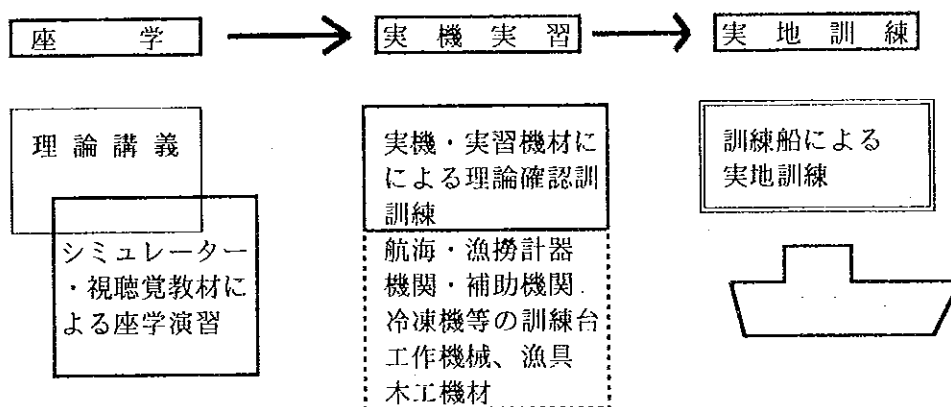 座学
実機実習
実地訓練
理論講義
シミュレーター
・視聴覚教材に
よる座学演習
実機・実習機材に
による理論確認訓
訓練
航海・漁撈計器
機関・補助機関
冷凍機等の訓練台
工作機械、漁具
木工機材
訓練船による
実地訓練